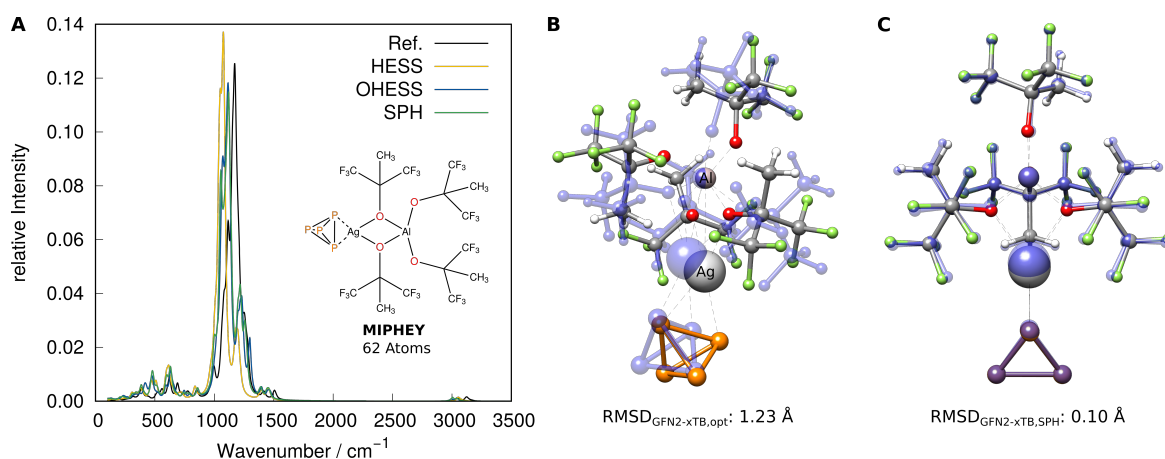 A
B
C
0.14
0.12
0.10
0.08
0.06
0.04
0.02
0.00
relative Intensity
0
500
1000
1500
2000
2500
3000
3500
Wavenumber / cm⁻¹
Ref.
HESS
OHESS
SPH
CH₃
F₃C
CF₃
CF₃
O
CH₃
CF₃
P
P
P
P
Ag
O
Al
O
O
CF₃
CH₃
F₃C
CF₃
CH₃
CF₃
MIPHEY
62 Atoms
Al
Ag
RMSD_GFN2-xTB,opt: 1.23 Å
RMSD_GFN2-xTB,SPH: 0.10 Å